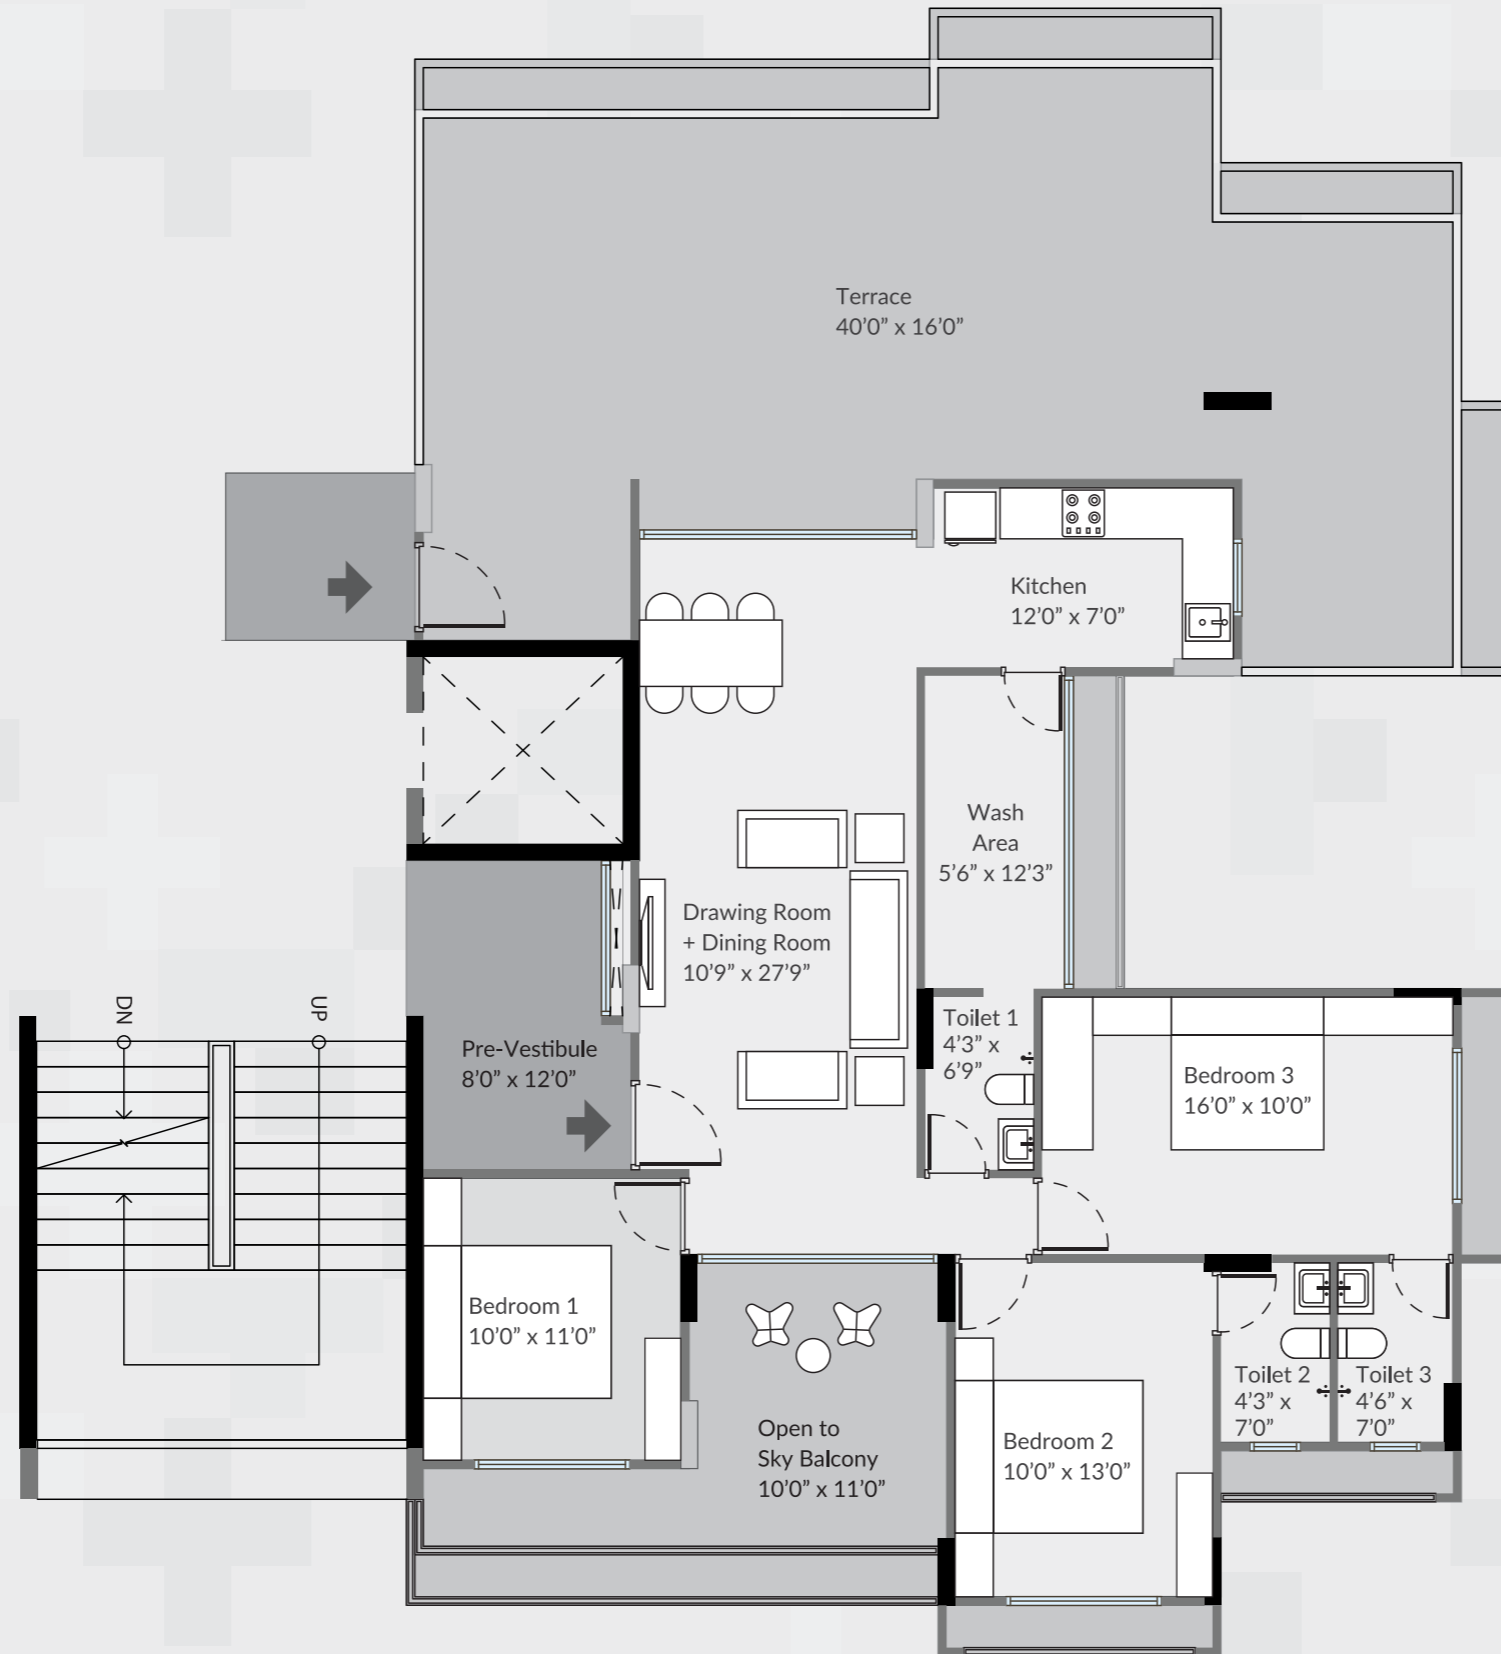 Terrace
40’0” x 16’0”
Kitchen
12’0” x 7’0”
Wash
Area
5’6” x 12’3”
Drawing Room
+ Dining Room
10’9” x 27’9”
DN
UP
Pre-Vestibule
8’0” x 12’0”
Toilet 1
4’3” x
6’9”
Bedroom 3
16’0” x 10’0”
Bedroom 1
10’0” x 11’0”
Open to
Sky Balcony
10’0” x 11’0”
Bedroom 2
10’0” x 13’0”
Toilet 2
4’3” x
7’0”
Toilet 3
4’6” x
7’0”